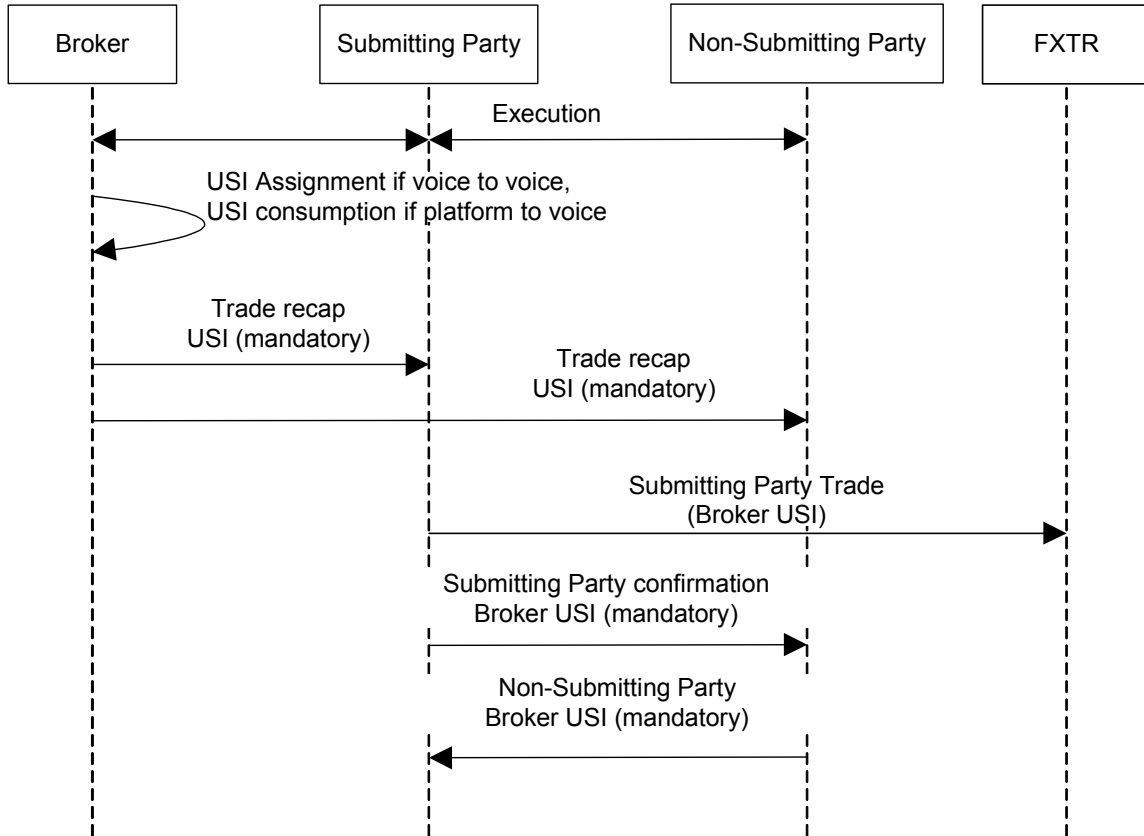 Broker
Submitting Party
Non-Submitting Party
FXTR
Execution
USI Assignment if voice to voice,
USI consumption if platform to voice
Trade recap
USI (mandatory)
Trade recap
USI (mandatory)
Submitting Party Trade
(Broker USI)
Submitting Party confirmation
Broker USI (mandatory)
Non-Submitting Party
Broker USI (mandatory)